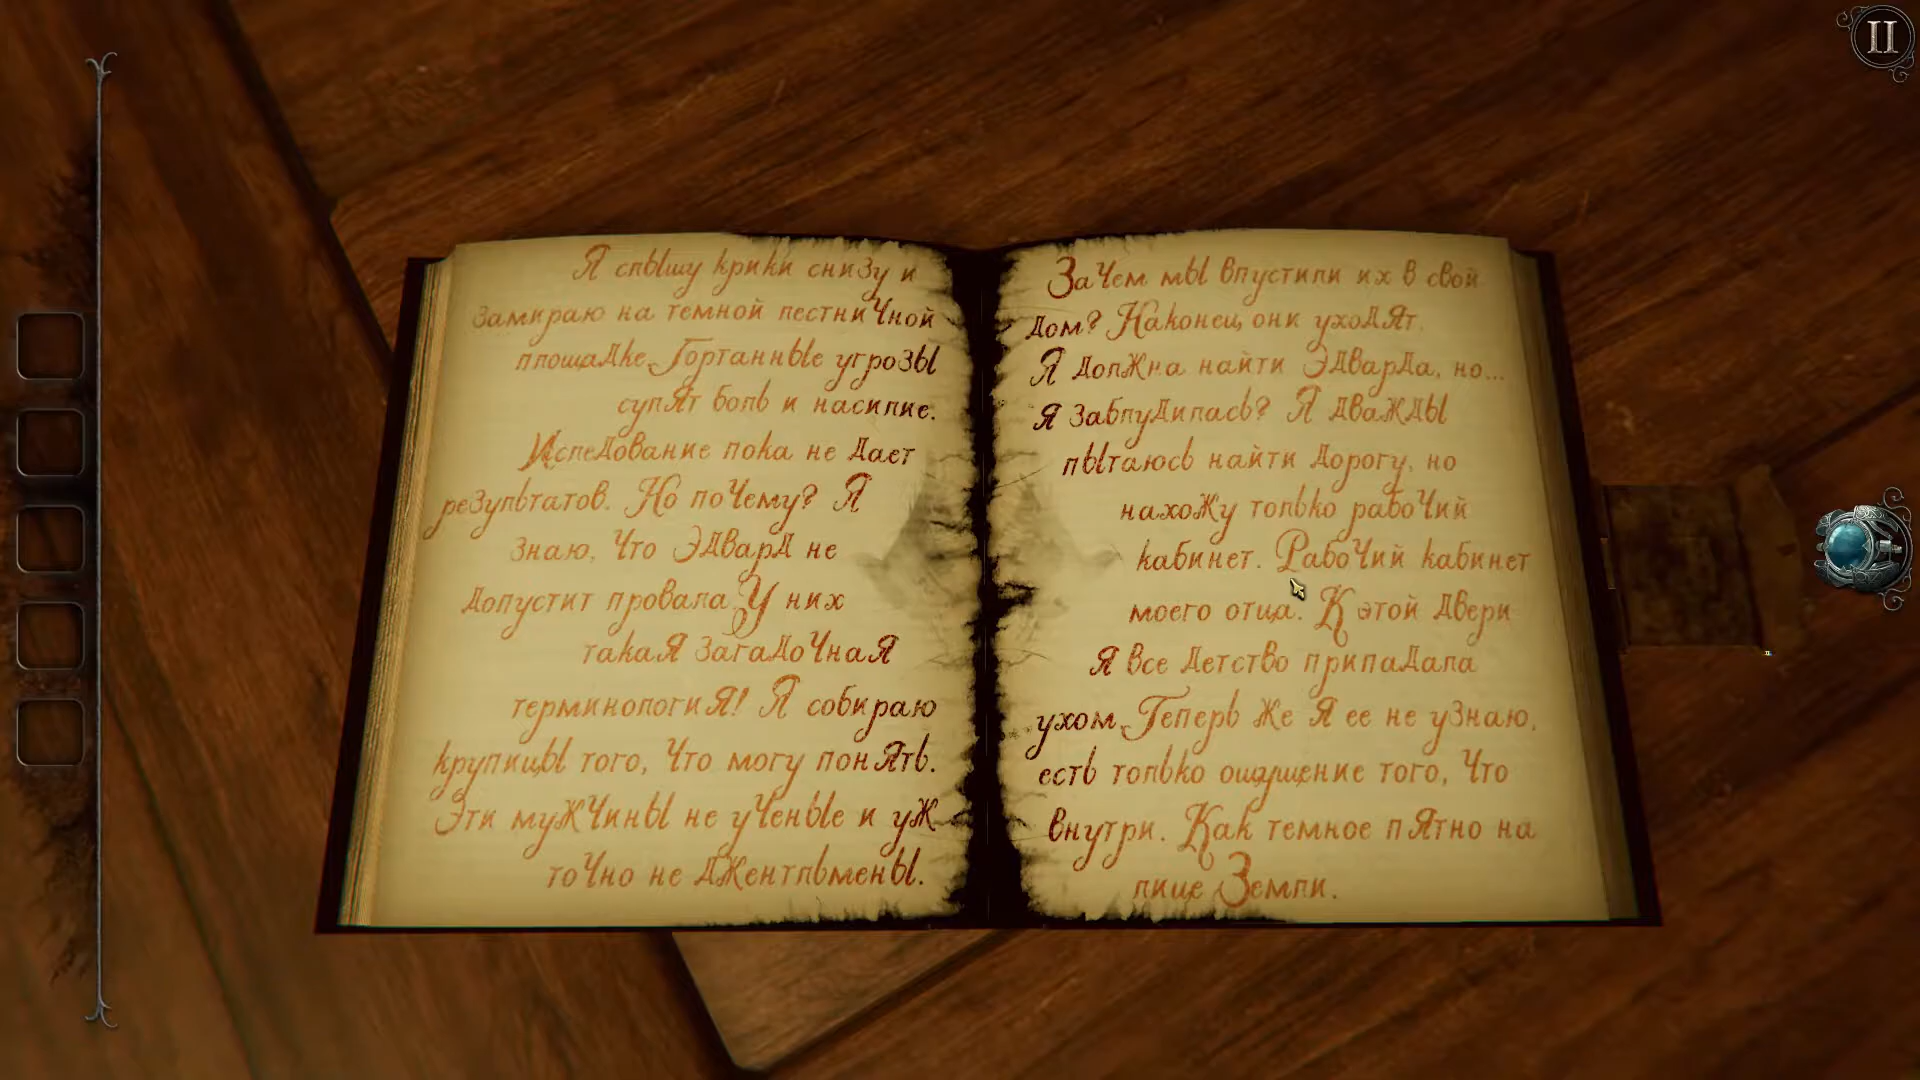 Я слышу крики снизу и
замираю на темной лестничной
площадке. Гортанные угрозы
сулят боль и насилие.
Иследование пока не дает
результатов. Но почему? Я
знаю, что Эдвард не
допустит провала. У них
такая загадочная
терминология! Я собираю
крупицы того, что могу понять.
Эти мужчины не ученые и уж
точно не джентльмены.
Зачем мы впустили их в свой
дом? Наконец, они уходят.
Я должна найти Эдварда, но...
я заблудилась? Я дважды
пытаюсь найти дорогу, но
нахожу только рабочий
кабинет. Рабочий кабинет
моего отца. К этой двери
я все детство припадала
ухом. Теперь же я ее не узнаю,
есть только ощущение того, что
внутри. Как темное пятно на
лице Земли.
II